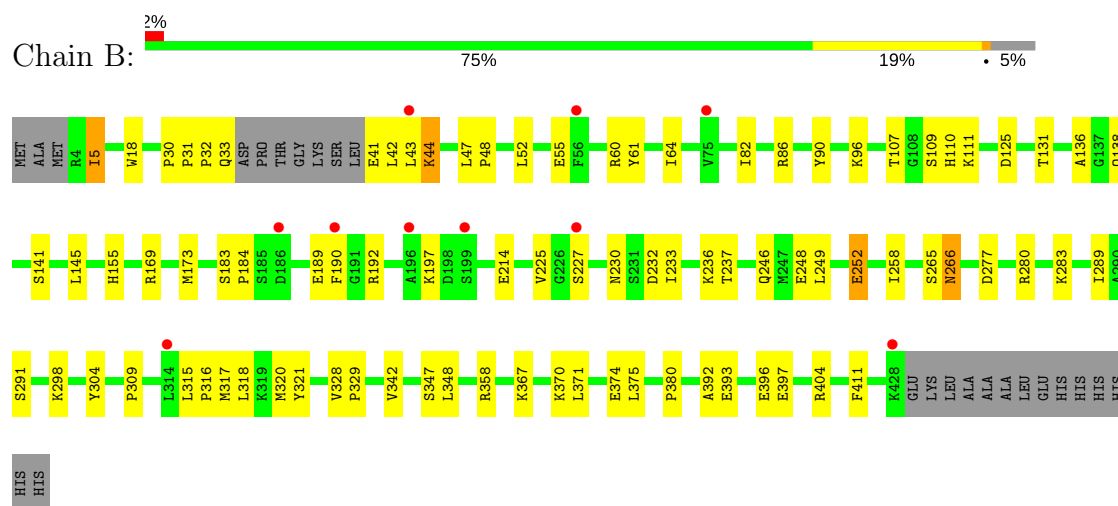 2%
Chain B:
75% 19% • 5%
MET ALA MET R4 I5 W18 P30 P31 P32 Q33 ASP PRO THR GLY LYS SER LEU E41 L42 L43 K44 L47 P48 L52 E55 F56 R60 Y61 I64 V75 I82 R86 Y90 K96 T107 G108 S109 H110 K111 D125 T131 A136 G137
S141 L145 H155 R169 M173 S183 P184 S185 D186 E189 F190 G191 R192 A196 K197 D198 S199 E214 V225 G226 S227 N230 S231 D232 I233 K236 T237 Q246 M247 E248 L249 E252 I258 S265 N266 D277 R280 K283 I289
S291 K298 Y304 P309 L314 L315 P316 M317 L318 K319 M320 Y321 V328 P329 V342 S347 L348 R358 K367 K370 L371 E374 L375 P380 A392 E393 E396 E397 R404 F411 K428 GLU LYS LEU ALA ALA ALA LEU GLU HIS HIS HIS HIS
HIS HIS